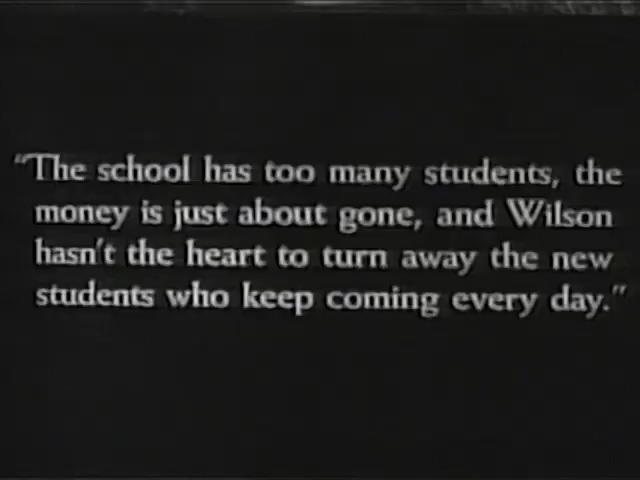 "The school has too many students, the
money is just about gone, and Wilson
hasn't the heart to turn away the new
students who keep coming every day."